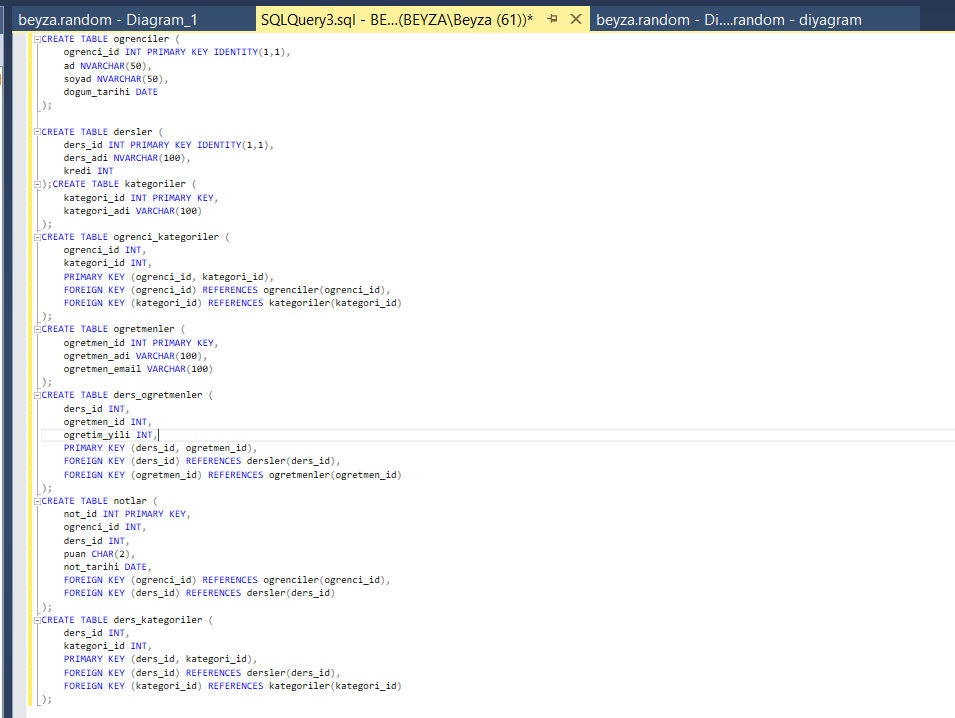 beyza.random - Diagram_1
SQLQuery3.sql - BE...(BEYZA\Beyza (61))*
beyza.random - Di....random - diyagram
CREATE TABLE ogrenciler (
    ogrenci_id INT PRIMARY KEY IDENTITY(1,1),
    ad NVARCHAR(50),
    soyad NVARCHAR(50),
    dogum_tarihi DATE
);

CREATE TABLE dersler (
    ders_id INT PRIMARY KEY IDENTITY(1,1),
    ders_adi NVARCHAR(100),
    kredi INT
);CREATE TABLE kategoriler (
    kategori_id INT PRIMARY KEY,
    kategori_adi VARCHAR(100)
);
CREATE TABLE ogrenci_kategoriler (
    ogrenci_id INT,
    kategori_id INT,
    PRIMARY KEY (ogrenci_id, kategori_id),
    FOREIGN KEY (ogrenci_id) REFERENCES ogrenciler(ogrenci_id),
    FOREIGN KEY (kategori_id) REFERENCES kategoriler(kategori_id)
);
CREATE TABLE ogretmenler (
    ogretmen_id INT PRIMARY KEY,
    ogretmen_adi VARCHAR(100),
    ogretmen_email VARCHAR(100)
);
CREATE TABLE ders_ogretmenler (
    ders_id INT,
    ogretmen_id INT,
    ogretim_yili INT,
    PRIMARY KEY (ders_id, ogretmen_id),
    FOREIGN KEY (ders_id) REFERENCES dersler(ders_id),
    FOREIGN KEY (ogretmen_id) REFERENCES ogretmenler(ogretmen_id)
);
CREATE TABLE notlar (
    not_id INT PRIMARY KEY,
    ogrenci_id INT,
    ders_id INT,
    puan CHAR(2),
    not_tarihi DATE,
    FOREIGN KEY (ogrenci_id) REFERENCES ogrenciler(ogrenci_id),
    FOREIGN KEY (ders_id) REFERENCES dersler(ders_id)
);
CREATE TABLE ders_kategoriler (
    ders_id INT,
    kategori_id INT,
    PRIMARY KEY (ders_id, kategori_id),
    FOREIGN KEY (ders_id) REFERENCES dersler(ders_id),
    FOREIGN KEY (kategori_id) REFERENCES kategoriler(kategori_id)
);